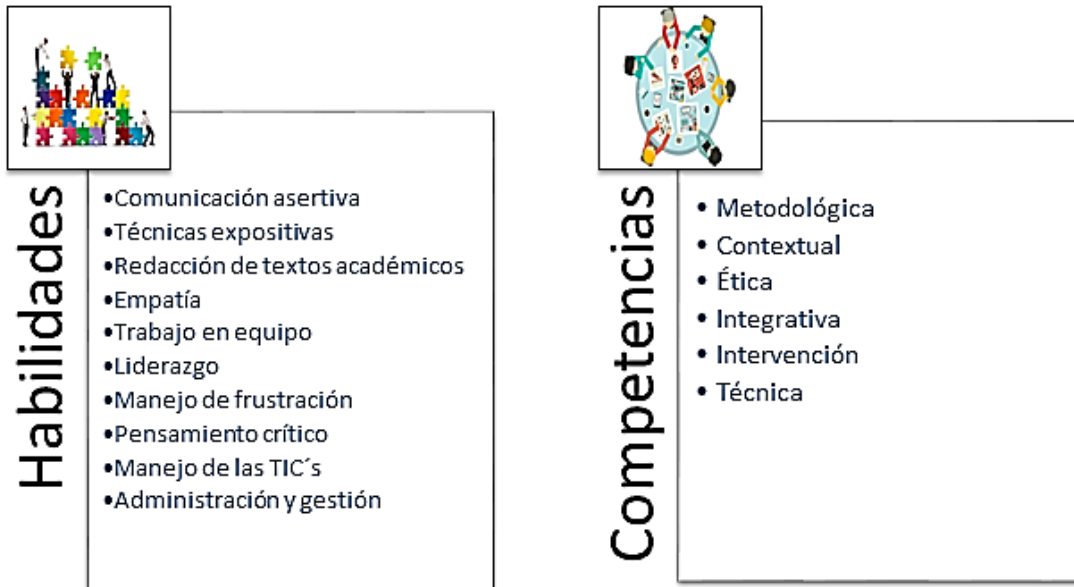 Habilidades
•Comunicación asertiva
•Técnicas expositivas
•Redacción de textos académicos
•Empatía
•Trabajo en equipo
•Liderazgo
•Manejo de frustración
•Pensamiento crítico
•Manejo de las TIC´s
•Administración y gestión
Competencias
• Metodológica
• Contextual
• Ética
• Integrativa
• Intervención
• Técnica